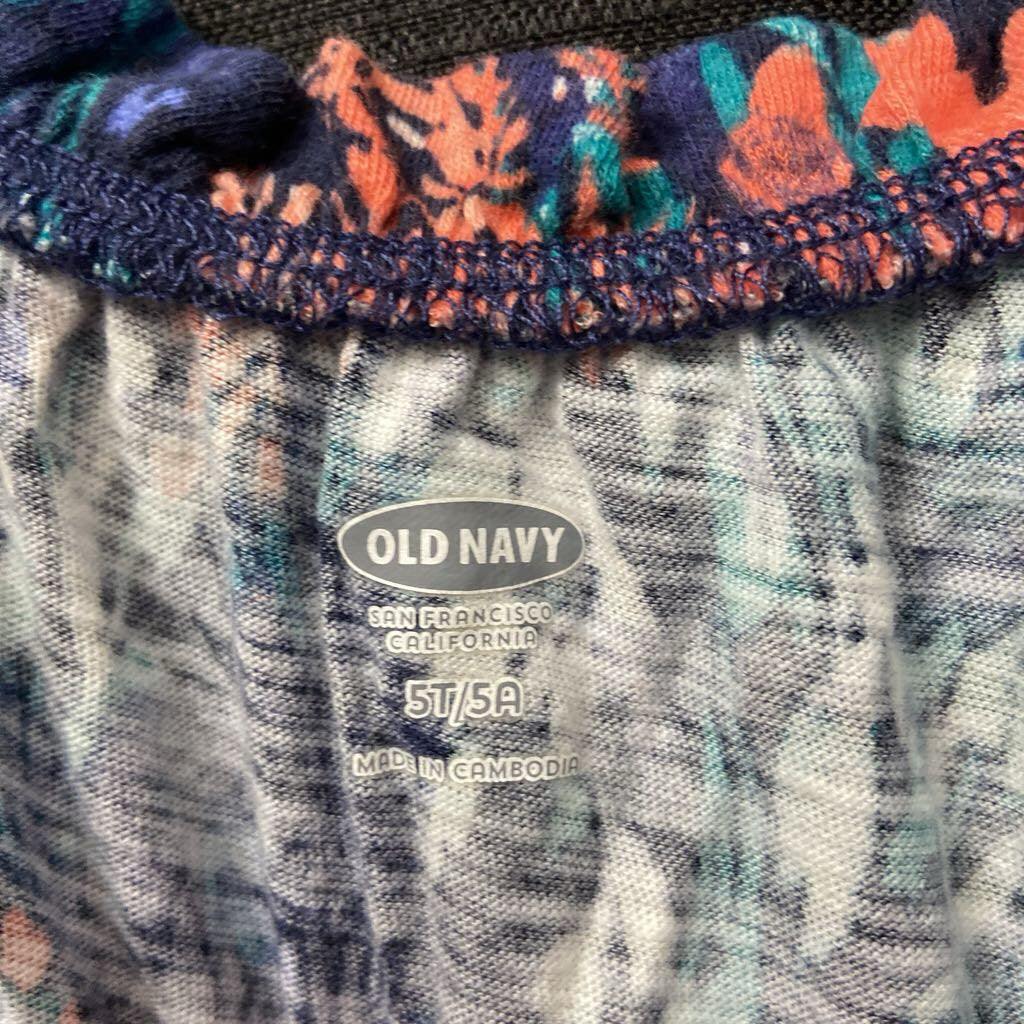 OLD NAVY
SAN FRANCISCO
CALIFORNIA
5T/5A
MADE IN CAMBODIA